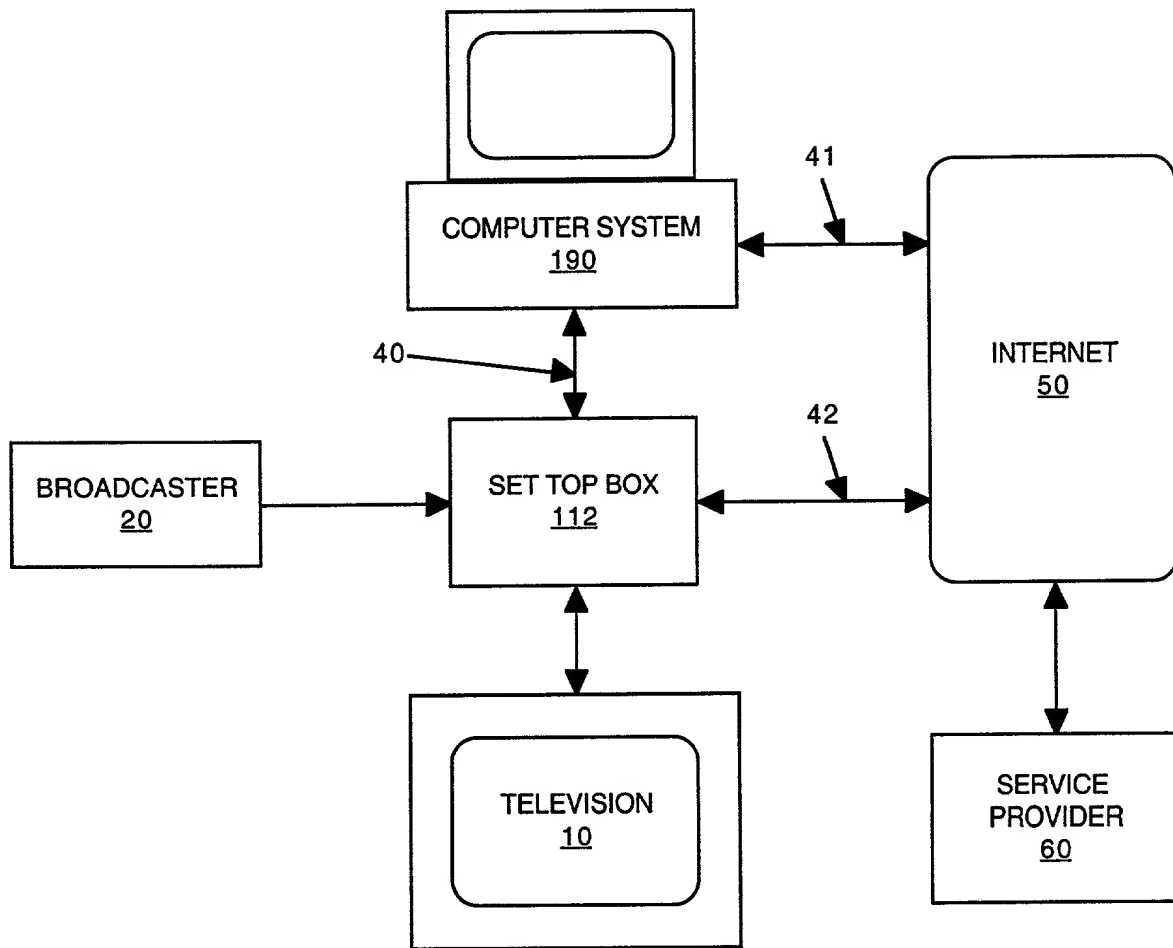 COMPUTER SYSTEM
190
41
40
INTERNET
50
42
BROADCASTER
20
SET TOP BOX
112
TELEVISION
10
SERVICE
PROVIDER
60